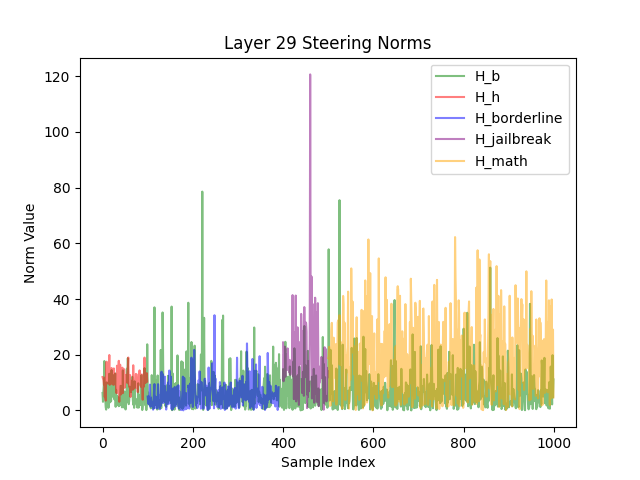 Layer 29 Steering Norms
H_b
H_h
H_borderline
H_jailbreak
H_math
120
100
80
60
40
20
0
Norm Value
0 200 400 600 800 1000
Sample Index